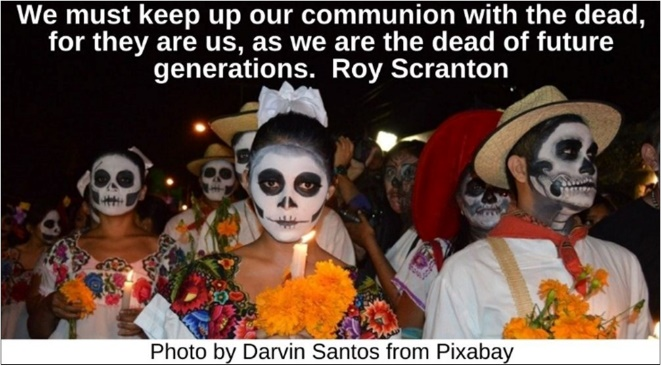 We must keep up our communion with the dead,
for they are us, as we are the dead of future
generations.  Roy Scranton
Photo by Darvin Santos from Pixabay